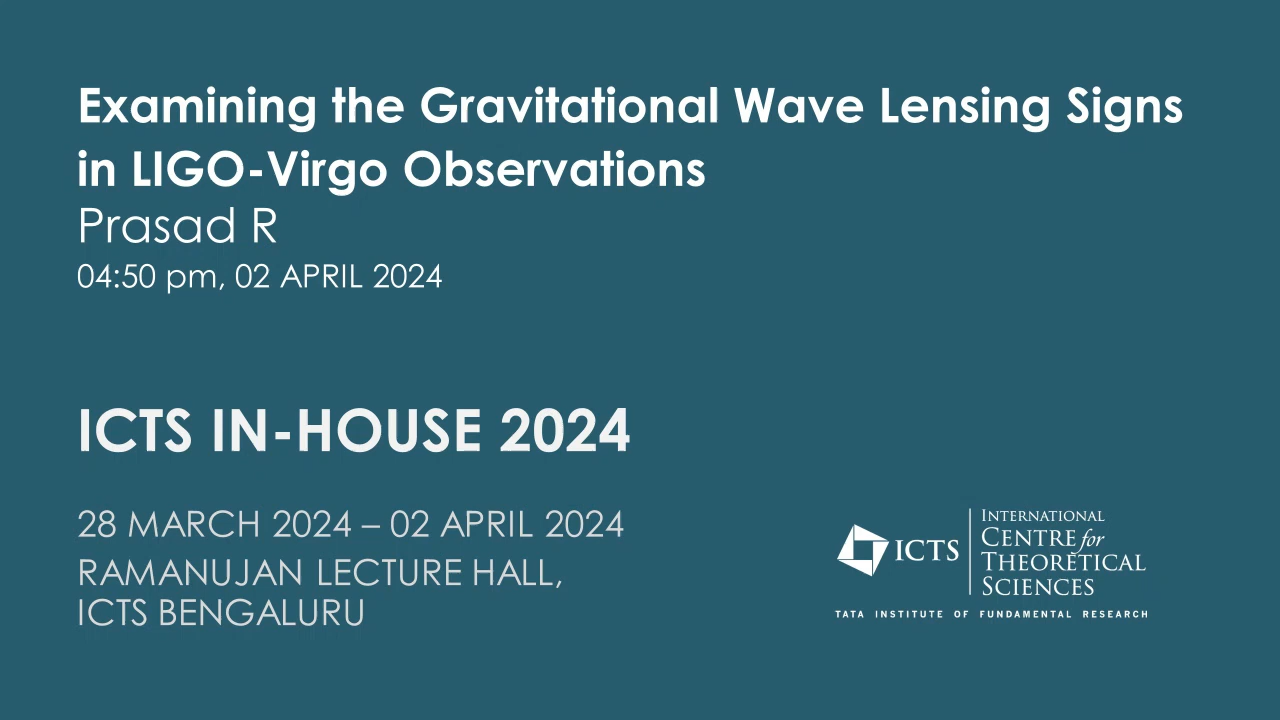 Examining the Gravitational Wave Lensing Signs
in LIGO-Virgo Observations
Prasad R
04:50 pm, 02 APRIL 2024
ICTS IN-HOUSE 2024
28 MARCH 2024 – 02 APRIL 2024
RAMANUJAN LECTURE HALL,
ICTS BENGALURU
ICTS
INTERNATIONAL
CENTRE for
THEORETICAL
SCIENCES
TATA INSTITUTE OF FUNDAMENTAL RESEARCH